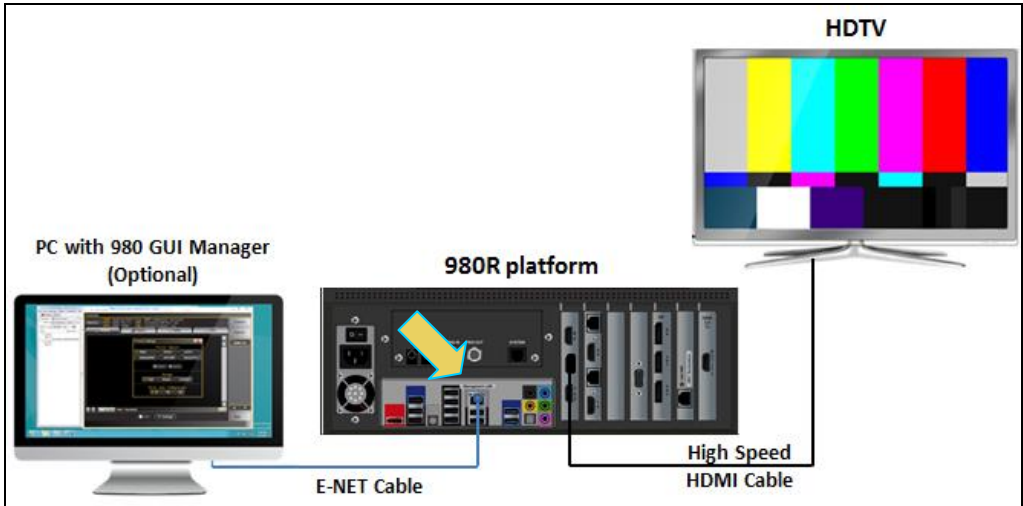 HDTV
PC with 980 GUI Manager
(Optional)
980R platform
High Speed
HDMI Cable
E-NET Cable